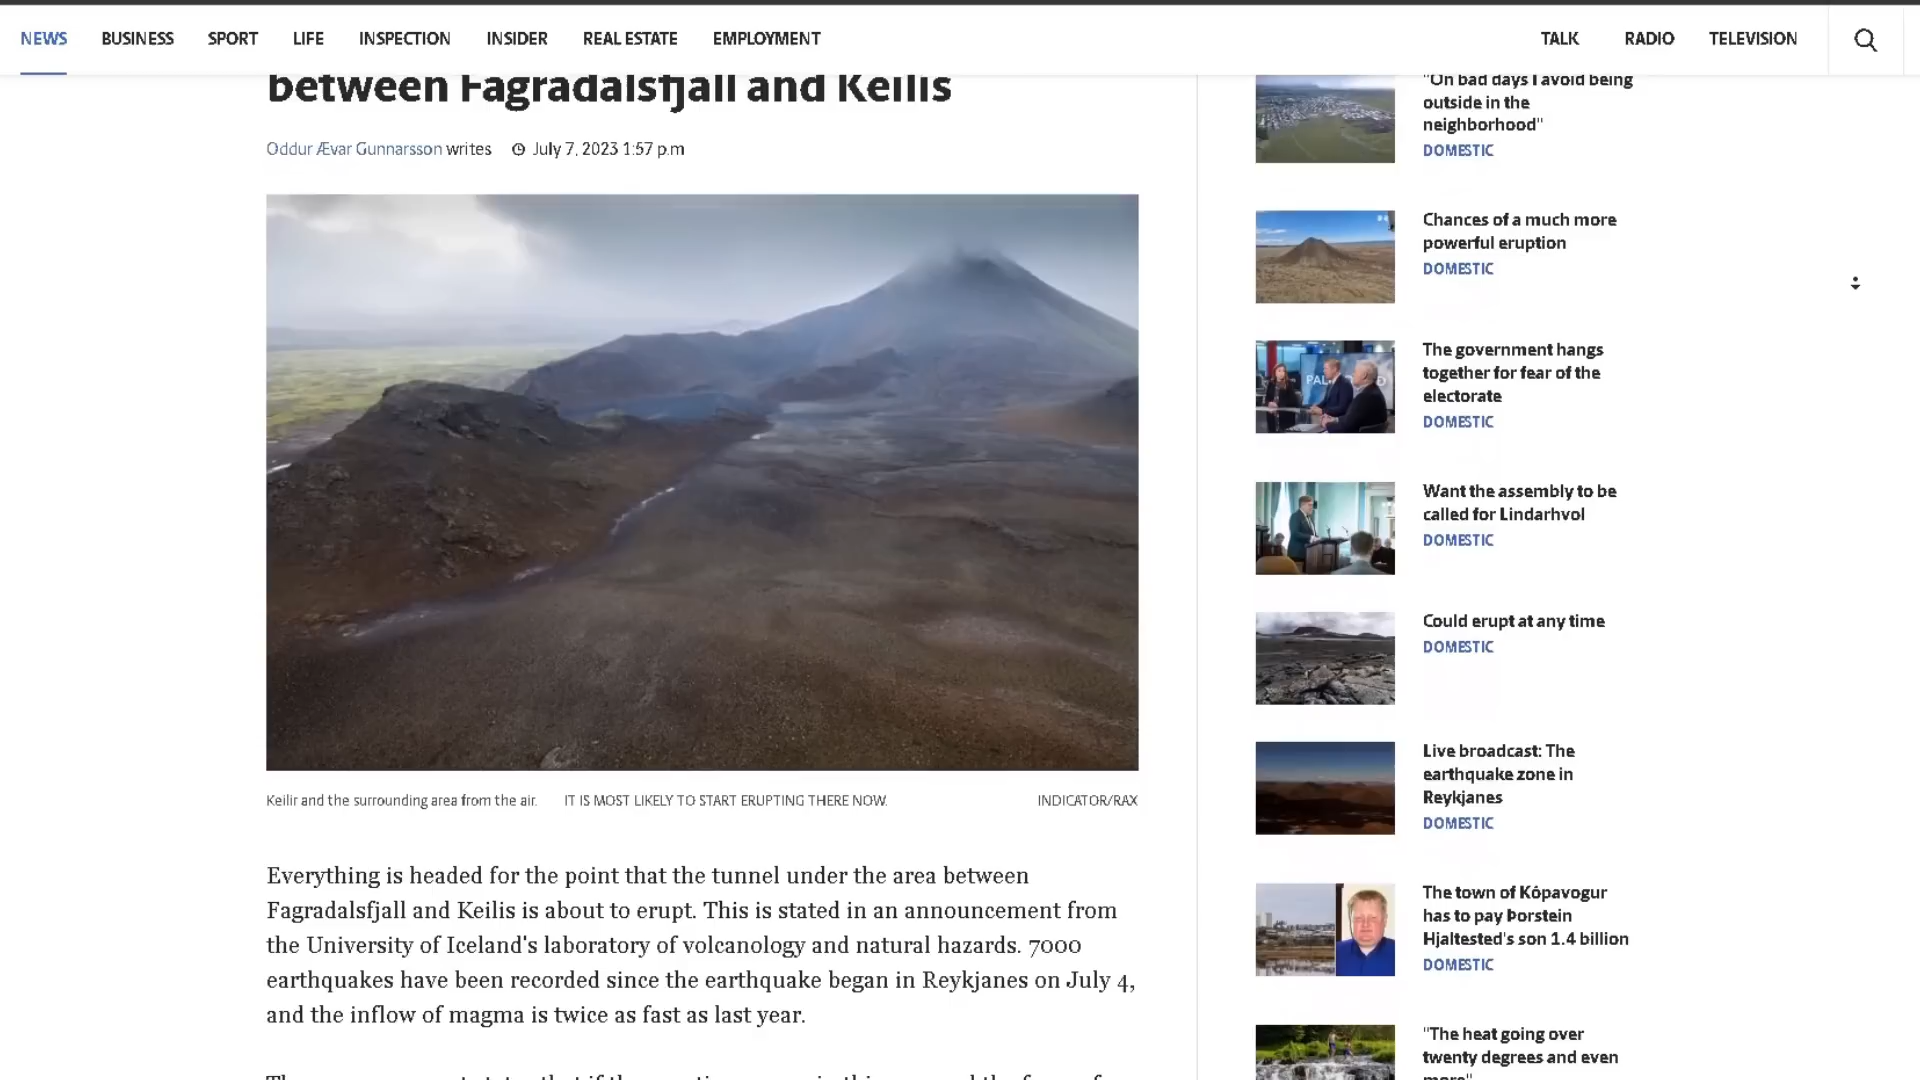 NEWS BUSINESS SPORT LIFE INSPECTION INSIDER REAL ESTATE EMPLOYMENT TALK RADIO TELEVISION
between Fagradalsfjall and Keilis
Oddur Ævar Gunnarsson writes July 7, 2023 1:57 p.m
Keilir and the surrounding area from the air. IT IS MOST LIKELY TO START ERUPTING THERE NOW. INDICATOR/RAX
Everything is headed for the point that the tunnel under the area between
Fagradalsfjall and Keilis is about to erupt. This is stated in an announcement from
the University of Iceland's laboratory of volcanology and natural hazards. 7000
earthquakes have been recorded since the earthquake began in Reykjanes on July 4,
and the inflow of magma is twice as fast as last year.
"On bad days I avoid being
outside in the
neighborhood"
DOMESTIC
Chances of a much more
powerful eruption
DOMESTIC
The government hangs
together for fear of the
electorate
DOMESTIC
Want the assembly to be
called for Lindarhvol
DOMESTIC
Could erupt at any time
DOMESTIC
Live broadcast: The
earthquake zone in
Reykjanes
DOMESTIC
The town of Kópavogur
has to pay Þorstein
Hjaltested's son 1.4 billion
DOMESTIC
"The heat going over
twenty degrees and even
more"